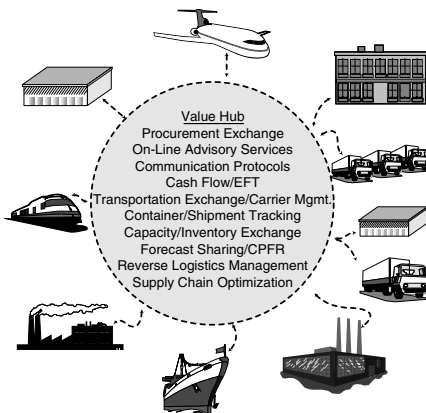 Value Hub
Procurement Exchange
On-Line Advisory Services
Communication Protocols
Cash Flow/EFT
Transportation Exchange/Carrier Mgmt.
Container/Shipment Tracking
Capacity/Inventory Exchange
Forecast Sharing/CPFR
Reverse Logistics Management
Supply Chain Optimization